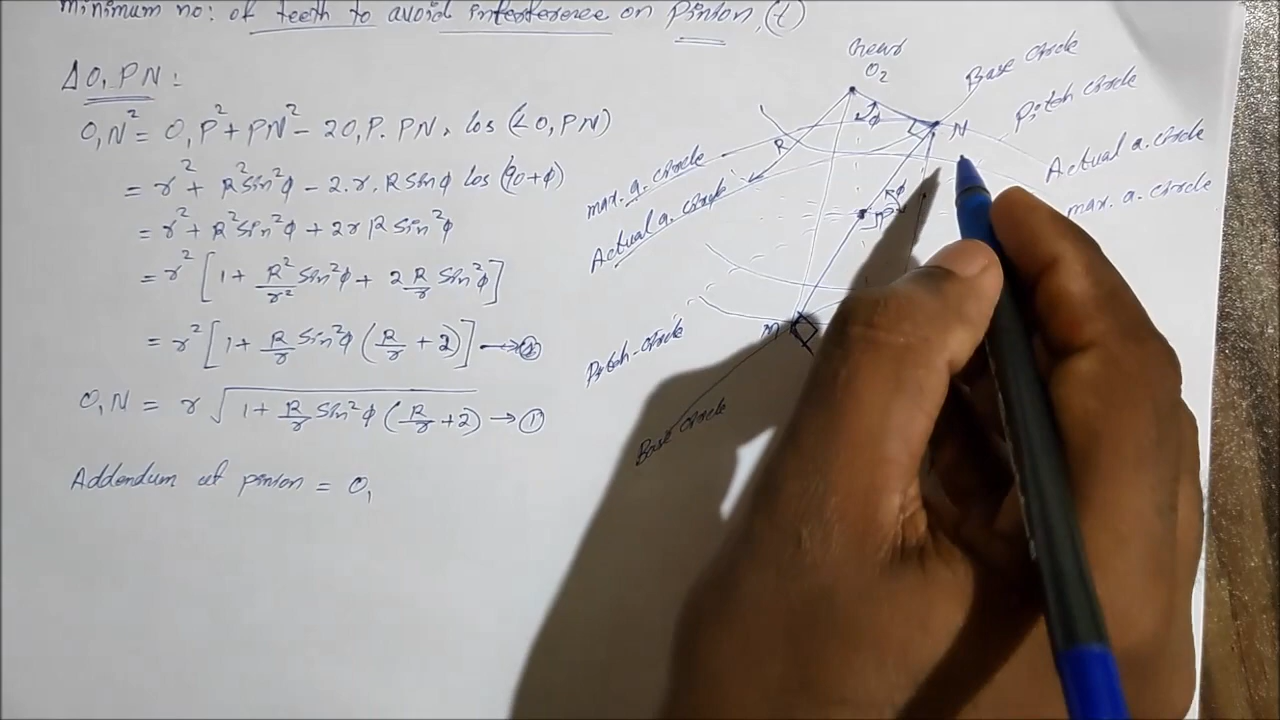 Minimum no: of teeth to avoid interference on Pinion, (t)
Δ O₁PN :
O₁N² = O₁P² + PN² - 2O₁P. PN. Cos (∠O₁PN)
= r² + R²sin²φ - 2.r. R sinφ Cos (90+φ)
= r² + R²sin²φ + 2r R sin²φ
= r² [1 + R²/r² sin²φ + 2 R/r sin²φ]
= r² [1 + R/r sin²φ (R/r + 2)] →②
O₁N = r √(1 + R/r sin²φ (R/r + 2)) →①
Addendum of pinion = O₁
Gear
O₂
Base Circle
Pitch Circle
φ
N
R
Actual a. circle
max. a. circle
max. a. circle
Actual a. circle
φ
P
M
Pitch-circle
Base Circle